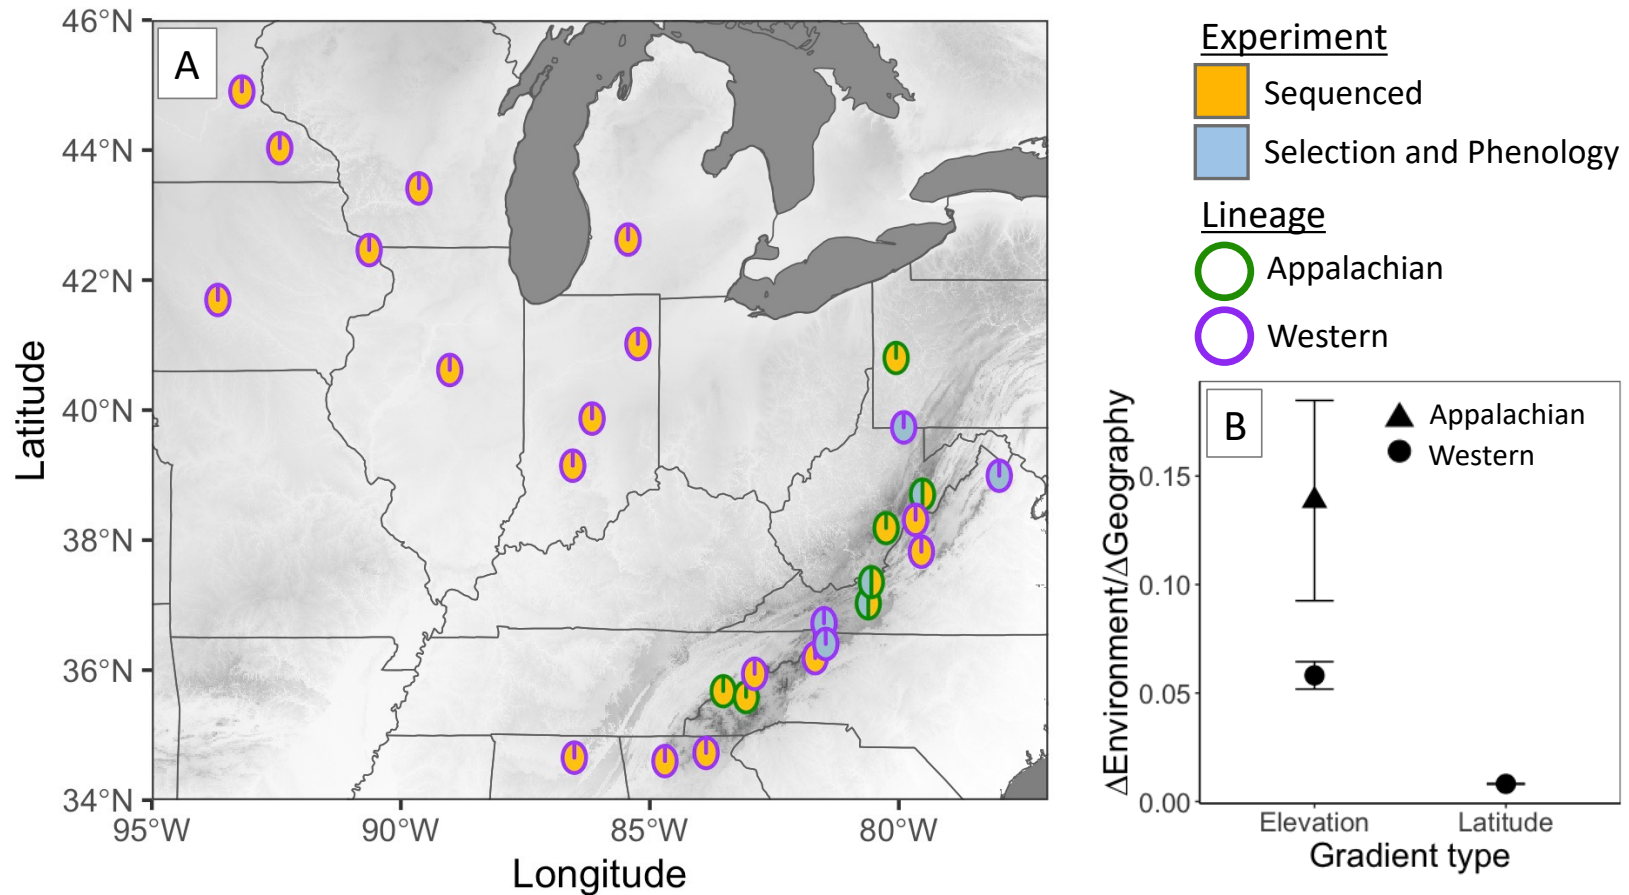 46°N
44°N
42°N
40°N
38°N
36°N
34°N
Latitude
A
95°W
90°W
85°W
80°W
Longitude
Experiment
Sequenced
Selection and Phenology
Lineage
Appalachian
Western
B
Appalachian
Western
ΔEnvironment/ΔGeography
0.15
0.10
0.05
0.00
Elevation
Latitude
Gradient type